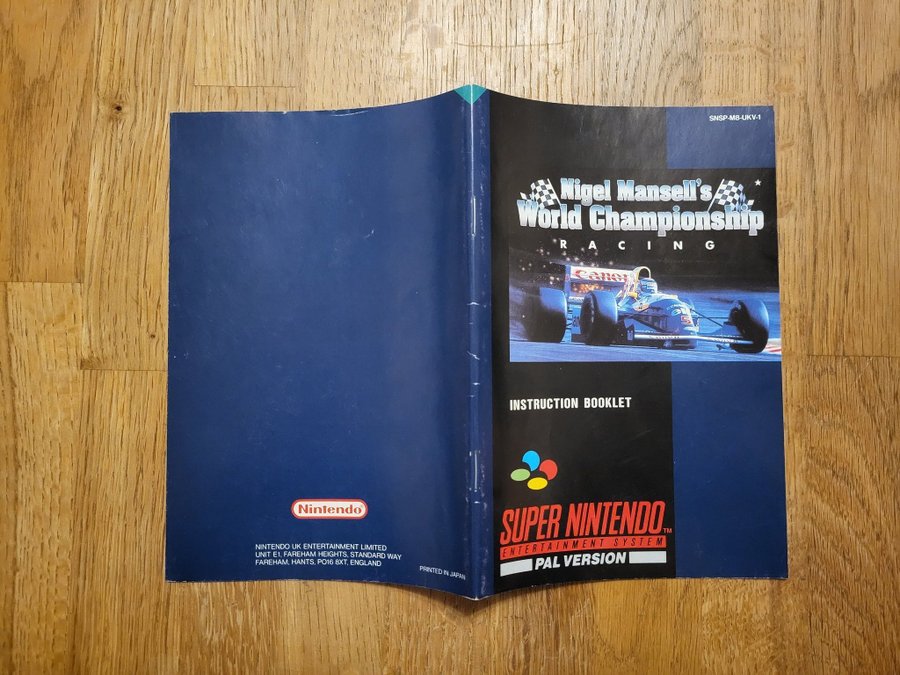 Nintendo
NINTENDO UK ENTERTAINMENT LIMITED
UNIT E1, FAREHAM HEIGHTS, STANDARD WAY
FAREHAM, HANTS, PO16 8XT, ENGLAND
PRINTED IN JAPAN
SNSP-M8-UKV-1
Nigel Mansell's
World Championship
RACING
Canon
INSTRUCTION BOOKLET
SUPER NINTENDO TM
ENTERTAINMENT SYSTEM
PAL VERSION